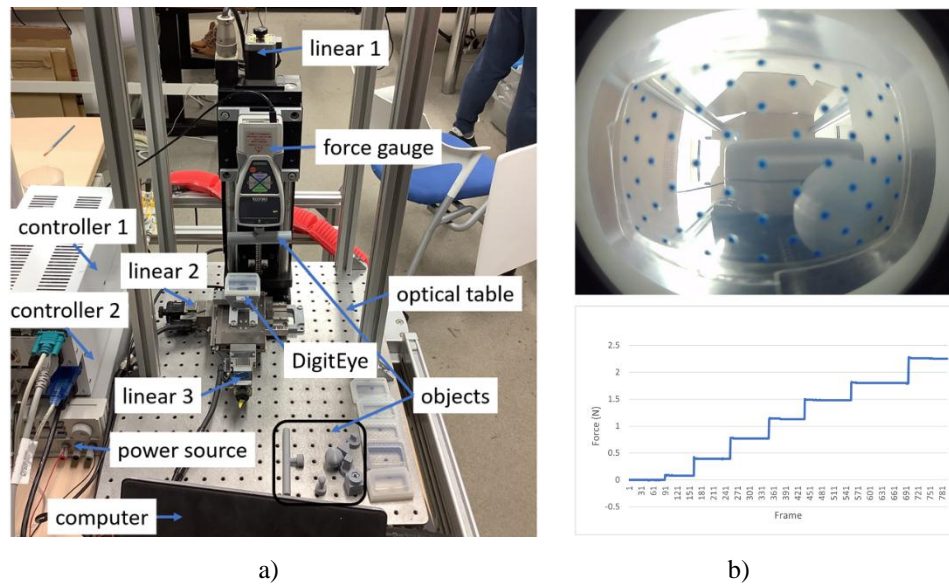 linear 1
force gauge
controller 1
linear 2
optical table
controller 2
DigitEye
linear 3
objects
power source
computer
2.5
2
1.5
1
0.5
0
-0.5
Force (N)
1 31 61 91 121 151 181 211 241 271 301 331 361 391 421 451 481 511 541 571 601 631 661 691 721 751 781
Frame
a)
b)